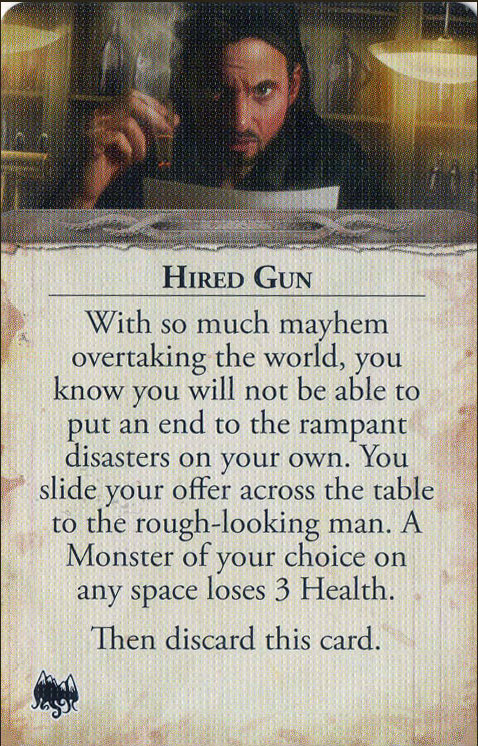 HIRED GUN
With so much mayhem
overtaking the world, you
know you will not be able to
put an end to the rampant
disasters on your own. You
slide your offer across the table
to the rough-looking man. A
Monster of your choice on
any space loses 3 Health.
Then discard this card.